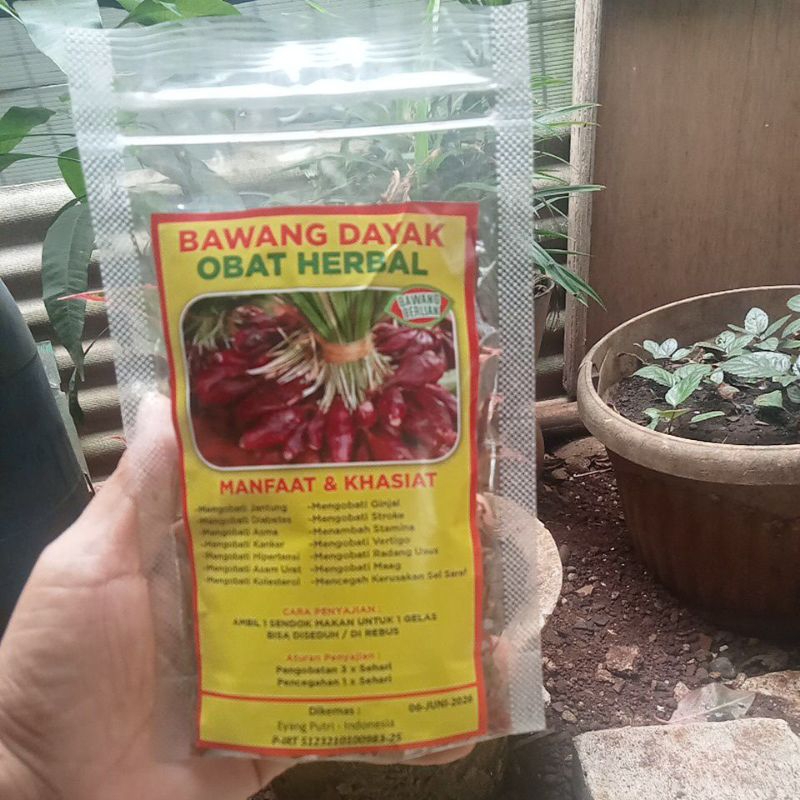 BAWANG DAYAK
OBAT HERBAL
BAWANG
BERLIAN
MANFAAT & KHASIAT
-Mengobati Jantung
-Mengobati Diabetes
-Mengobati Asma
-Mengobati Kanker
-Mengobati Hipertensi
-Mengobati Asam Urat
-Mengobati Kolesterol
-Mengobati Ginjal
-Mengobati Stroke
-Menambah Stamina
-Mengobati Vertigo
-Mengobati Radang Usus
-Mengobati Maag
-Mencegah Kerusakan Sel Saraf
CARA PENYAJIAN :
AMBIL 1 SENDOK MAKAN UNTUK 1 GELAS
BISA DISEDUH / DI REBUS
Aturan Penyajian :
Pengobatan 3 x Sehari
Pencegahan 1 x Sehari
Dikemas :
06-JUNI-2026
Eyang Putri - Indonesia
P-IRT 5123210100983-25